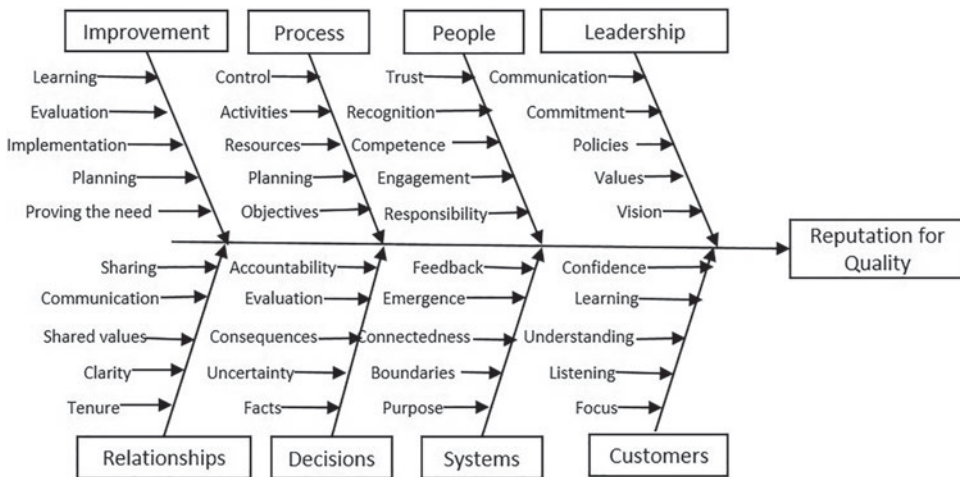 Improvement
Process
People
Leadership
Learning
Evaluation
Implementation
Planning
Proving the need
Control
Activities
Resources
Planning
Objectives
Trust
Recognition
Competence
Engagement
Responsibility
Communication
Commitment
Policies
Values
Vision
Reputation for
Quality
Sharing
Communication
Shared values
Clarity
Tenure
Accountability
Evaluation
Consequences
Uncertainty
Facts
Feedback
Emergence
Connectedness
Boundaries
Purpose
Confidence
Learning
Understanding
Listening
Focus
Relationships
Decisions
Systems
Customers